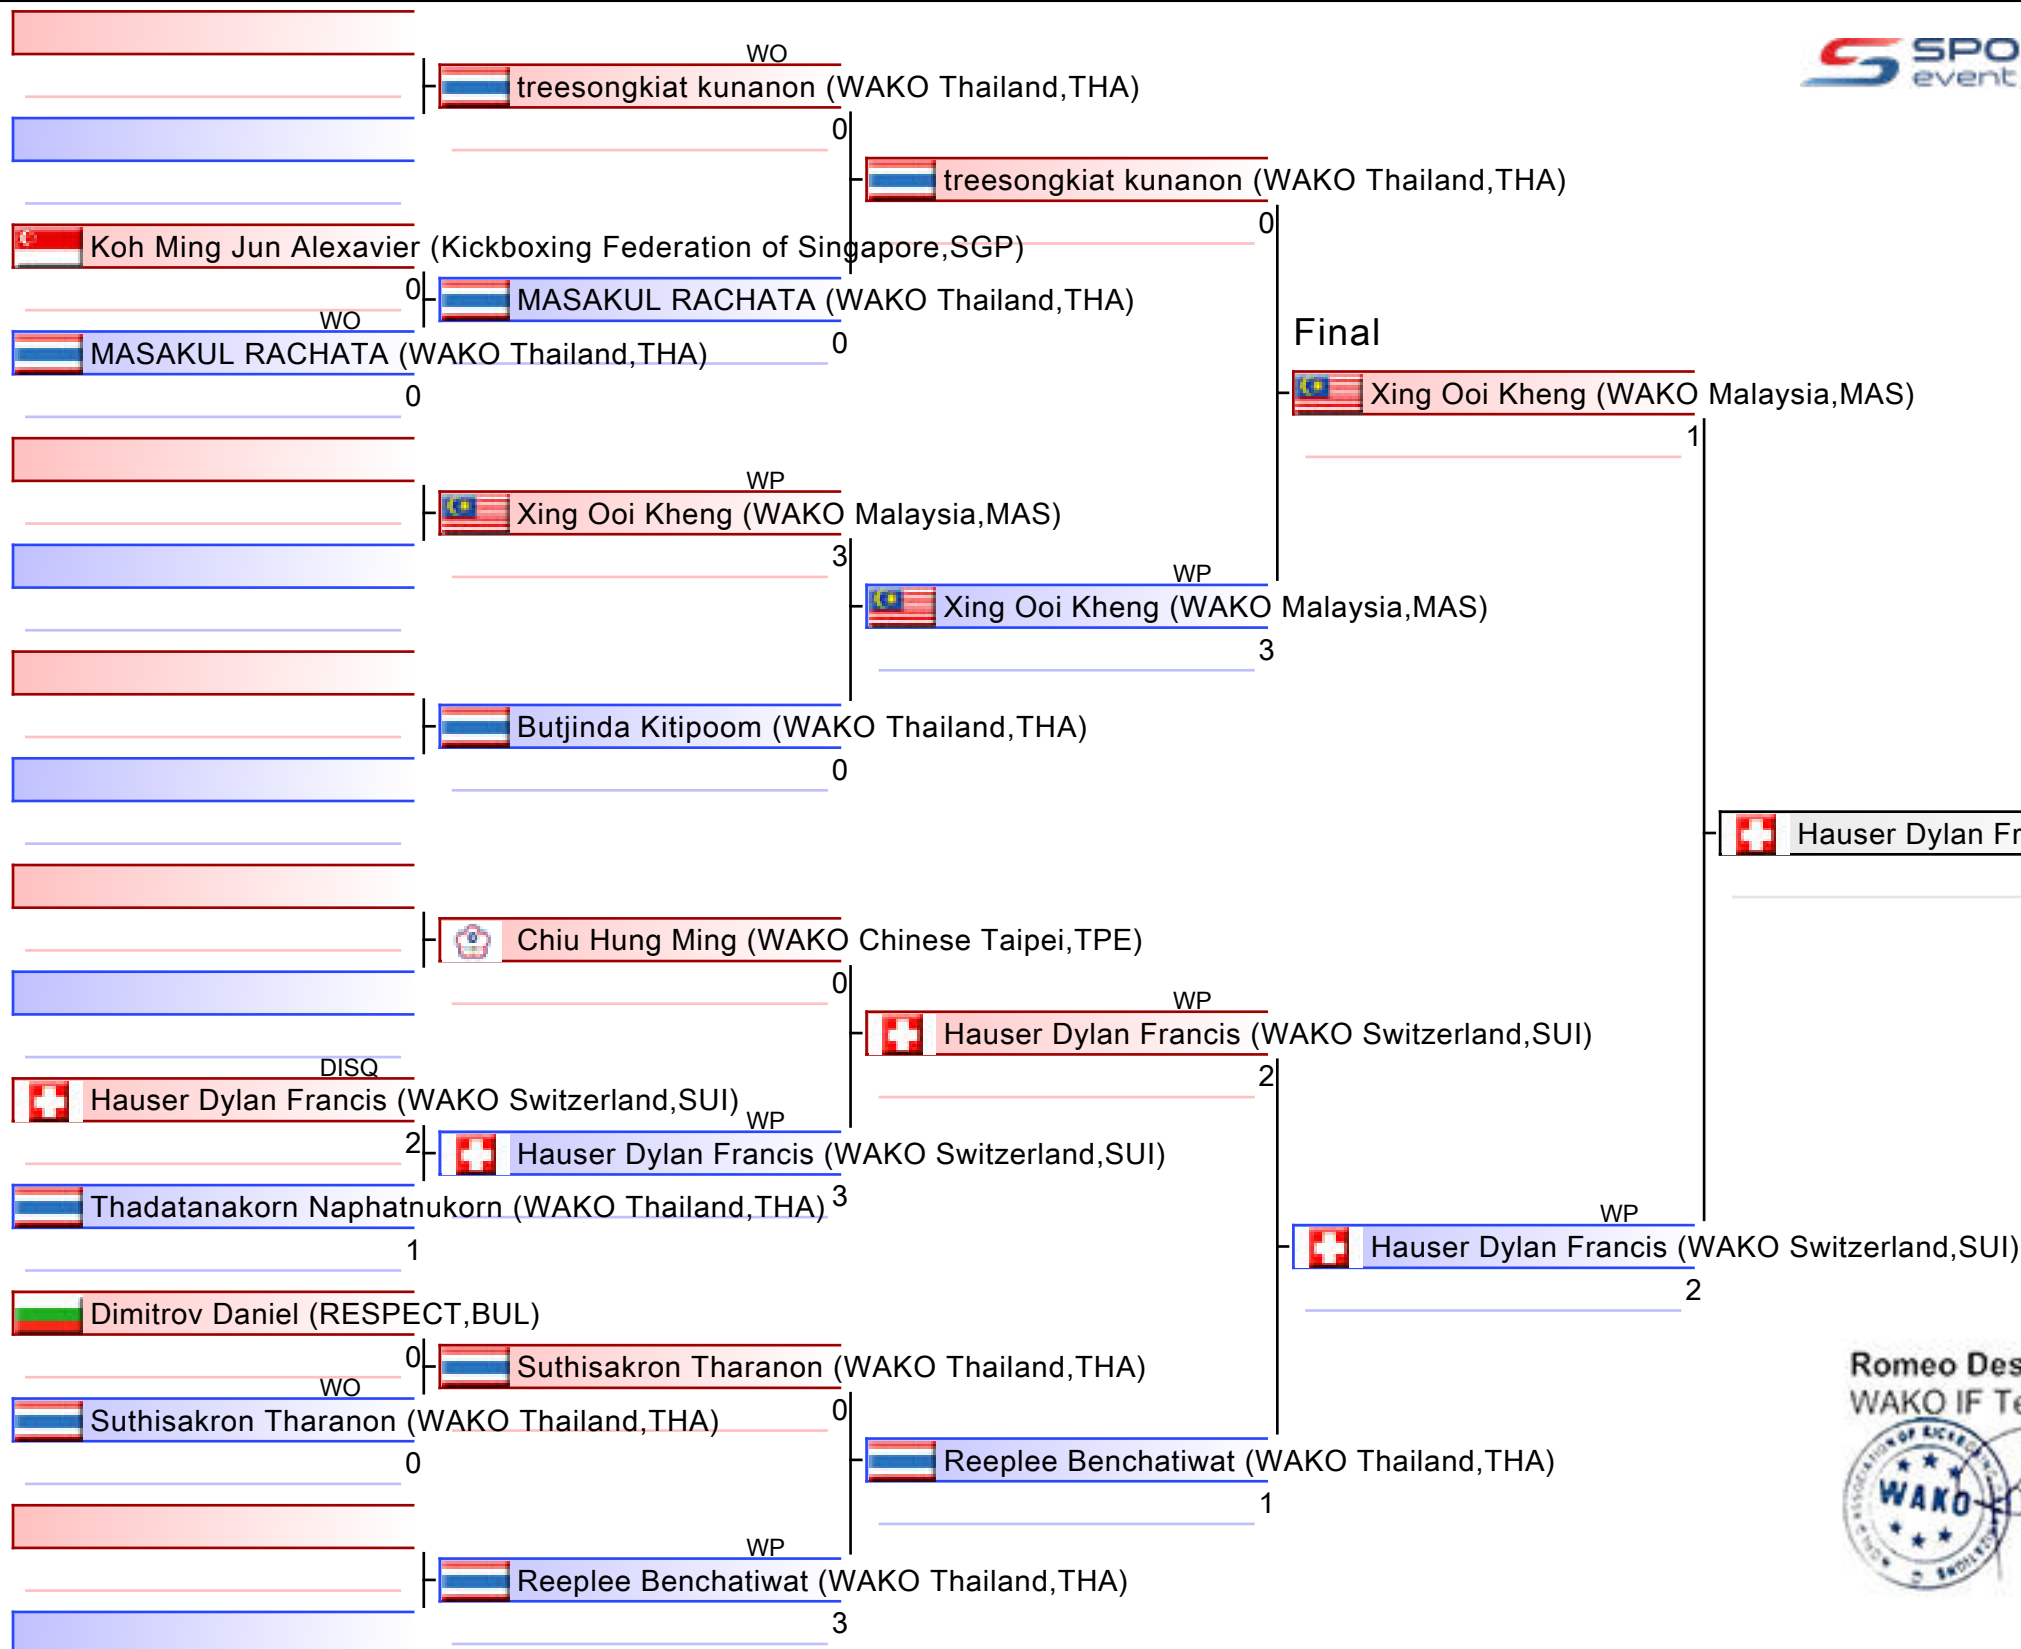 WO
SPO
event
treesongkiat kunanon (WAKO Thailand,THA)
0
treesongkiat kunanon (WAKO Thailand,THA)
0
Koh Ming Jun Alexavier (Kickboxing Federation of Singapore,SGP)
0
MASAKUL RACHATA (WAKO Thailand,THA)
WO
0
MASAKUL RACHATA (WAKO Thailand,THA)
0
Final
Xing Ooi Kheng (WAKO Malaysia,MAS)
1
WP
Xing Ooi Kheng (WAKO Malaysia,MAS)
3
WP
Xing Ooi Kheng (WAKO Malaysia,MAS)
3
Butjinda Kitipoom (WAKO Thailand,THA)
0
Hauser Dylan Fr
Chiu Hung Ming (WAKO Chinese Taipei,TPE)
0
WP
Hauser Dylan Francis (WAKO Switzerland,SUI)
2
DISQ
Hauser Dylan Francis (WAKO Switzerland,SUI)
2
WP
Hauser Dylan Francis (WAKO Switzerland,SUI)
3
Thadatanakorn Naphatnukorn (WAKO Thailand,THA)
1
WP
Hauser Dylan Francis (WAKO Switzerland,SUI)
2
Dimitrov Daniel (RESPECT,BUL)
0
Suthisakron Tharanon (WAKO Thailand,THA)
0
WO
Suthisakron Tharanon (WAKO Thailand,THA)
0
Reeplee Benchatiwat (WAKO Thailand,THA)
1
WP
Reeplee Benchatiwat (WAKO Thailand,THA)
3
Romeo Des
WAKO IF Te
WAKO